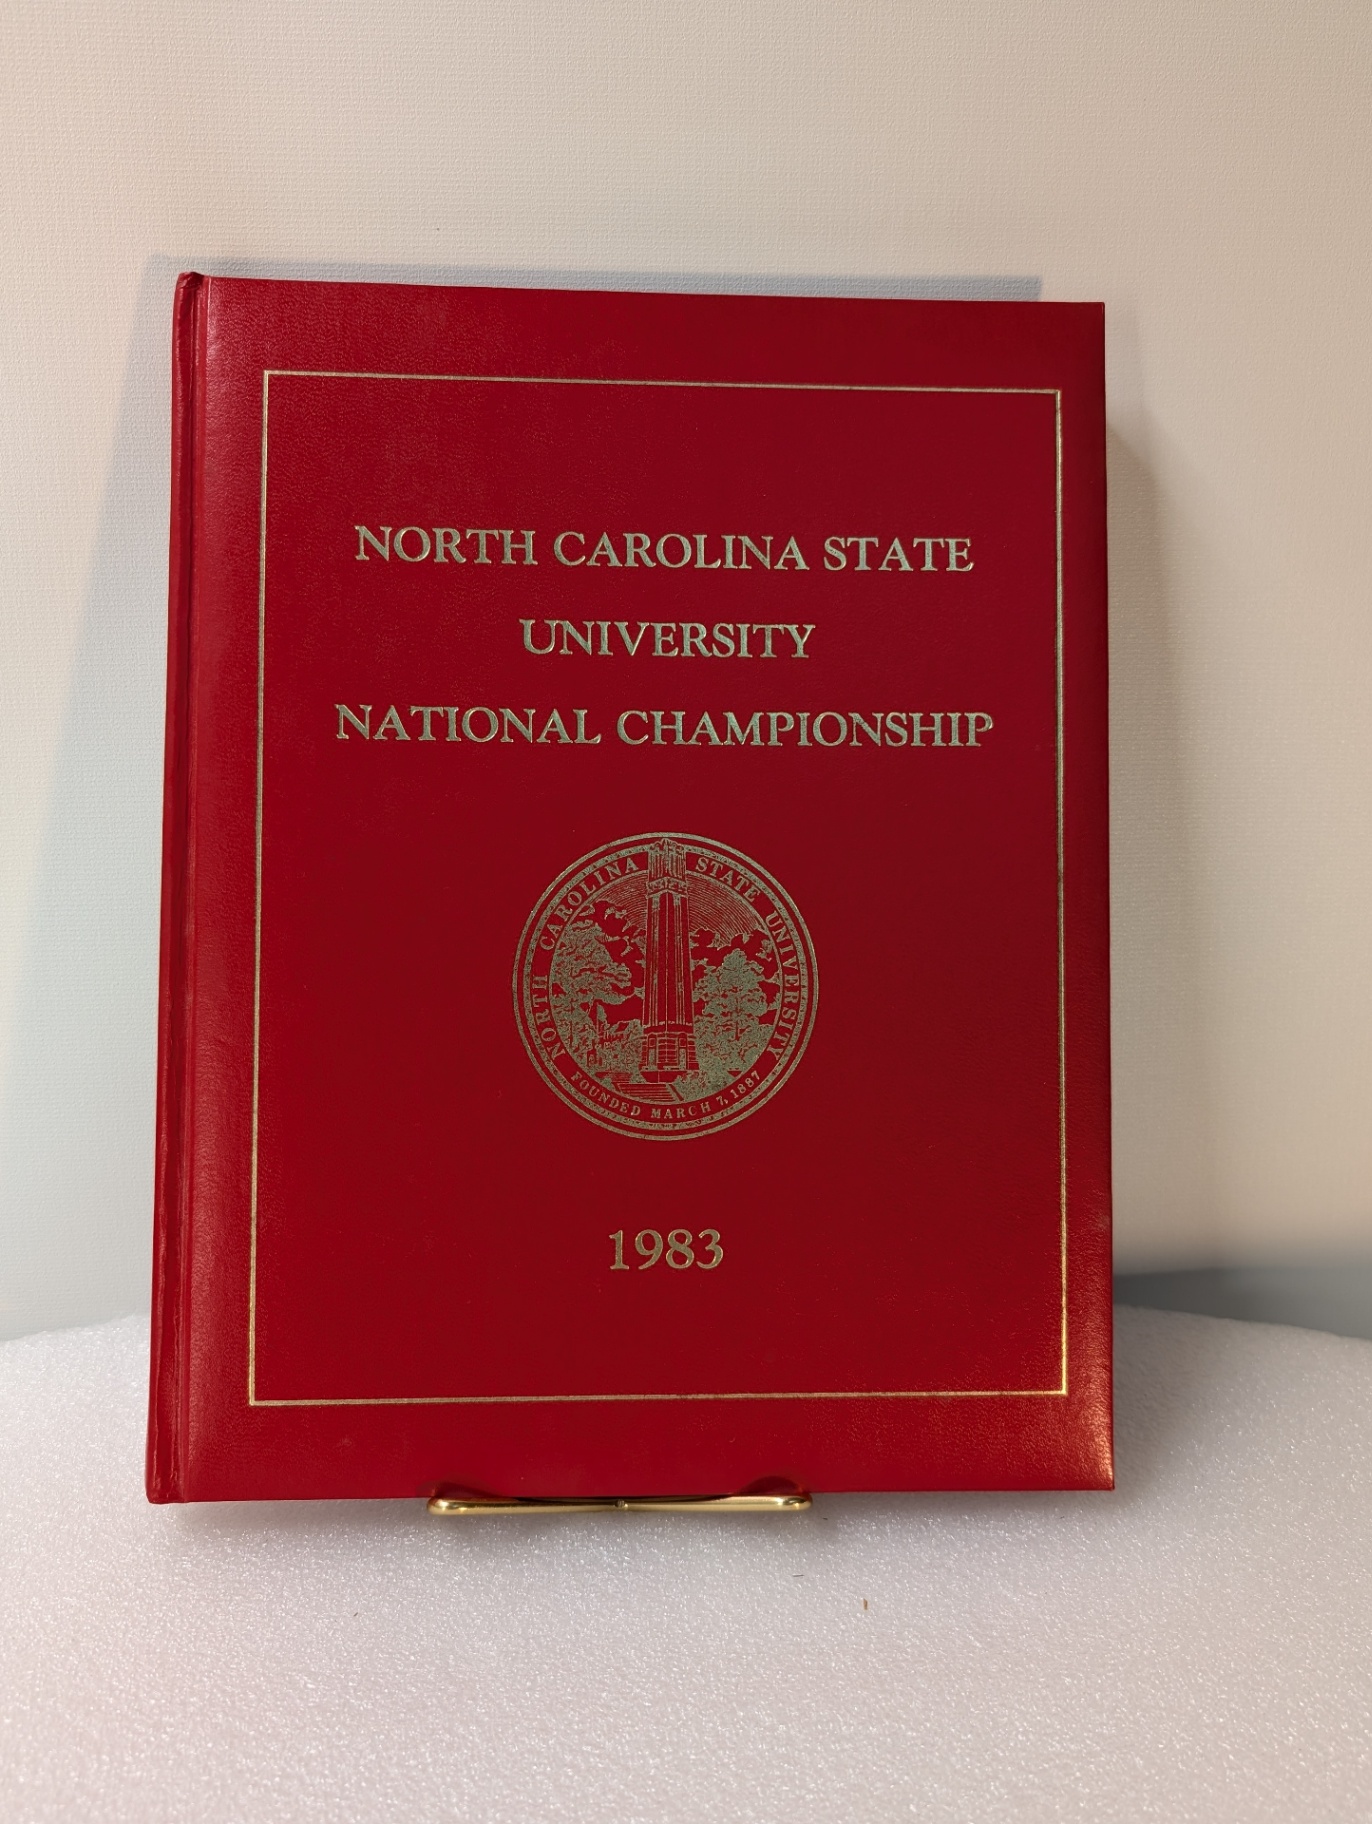 NORTH CAROLINA STATE
UNIVERSITY
NATIONAL CHAMPIONSHIP
NORTH CAROLINA STATE UNIVERSITY
FOUNDED MARCH 7, 1887
1983